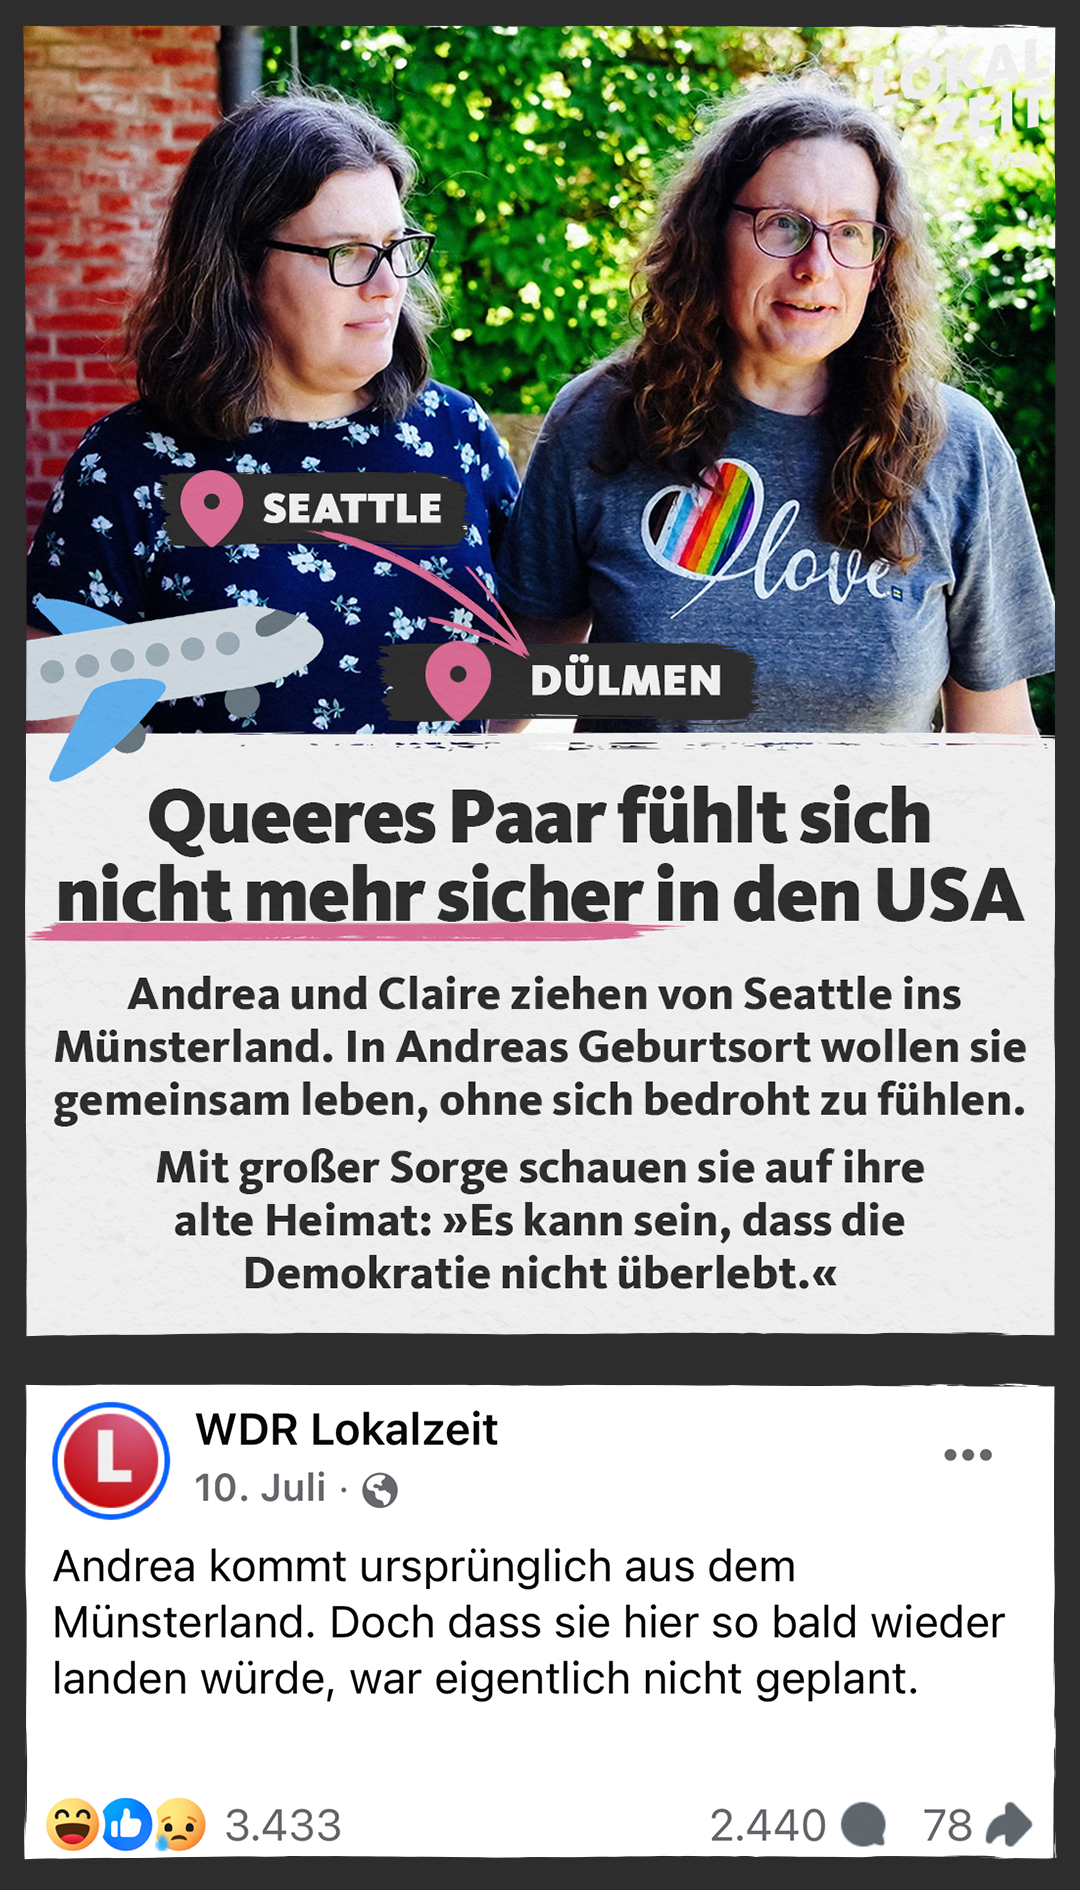 LOKAL
ZEIT
WDR
love
SEATTLE
DÜLMEN
Queeres Paar fühlt sich
nicht mehr sicher in den USA
Andrea und Claire ziehen von Seattle ins
Münsterland. In Andreas Geburtsort wollen sie
gemeinsam leben, ohne sich bedroht zu fühlen.
Mit großer Sorge schauen sie auf ihre
alte Heimat: »Es kann sein, dass die
Demokratie nicht überlebt.«
L
WDR Lokalzeit
10. Juli ·
Andrea kommt ursprünglich aus dem
Münsterland. Doch dass sie hier so bald wieder
landen würde, war eigentlich nicht geplant.
3.433 2.440 78